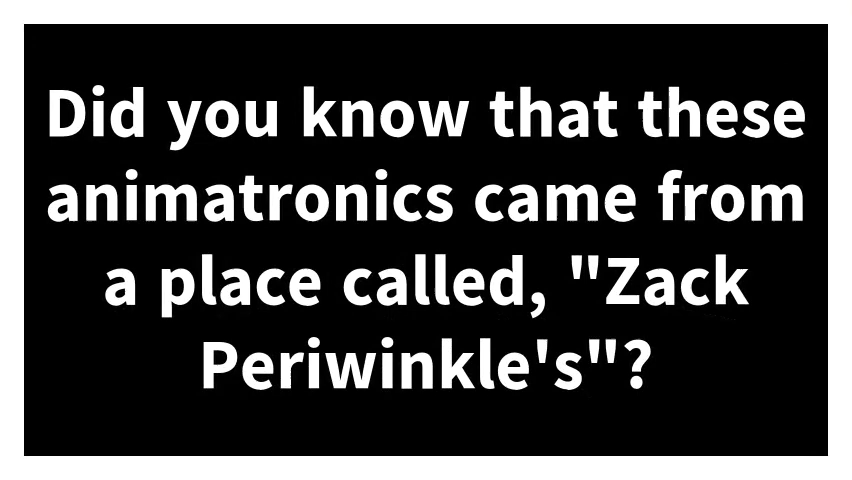 Did you know that these
animatronics came from
a place called, "Zack
Periwinkle's"?